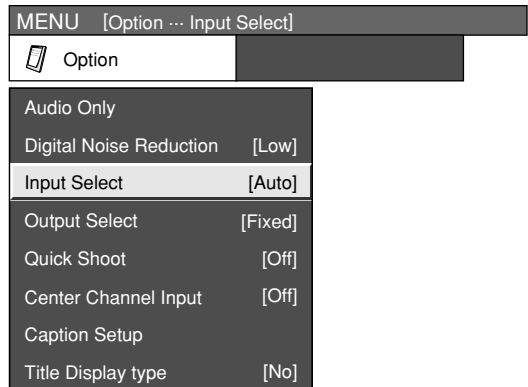 MENU [Option ··· Input Select]
Option
Audio Only
Digital Noise Reduction [Low]
Input Select [Auto]
Output Select [Fixed]
Quick Shoot [Off]
Center Channel Input [Off]
Caption Setup
Title Display type [No]